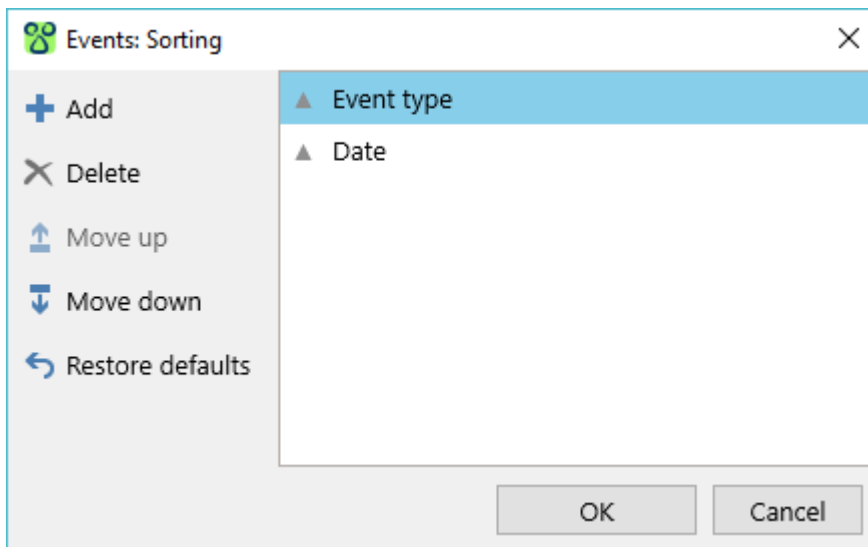 Events: Sorting
Add
Delete
Move up
Move down
Restore defaults
Event type
Date
OK
Cancel